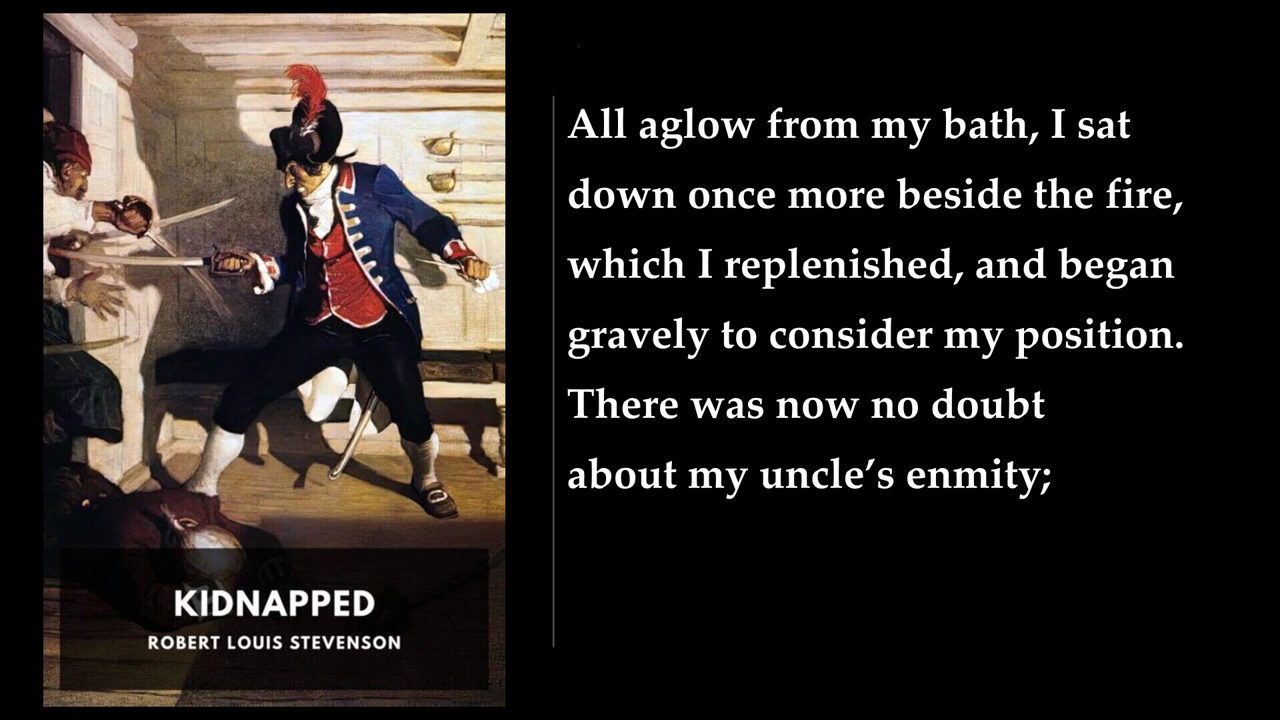 All aglow from my bath, I sat
down once more beside the fire,
which I replenished, and began
gravely to consider my position.
There was now no doubt
about my uncle’s enmity;
KIDNAPPED
ROBERT LOUIS STEVENSON